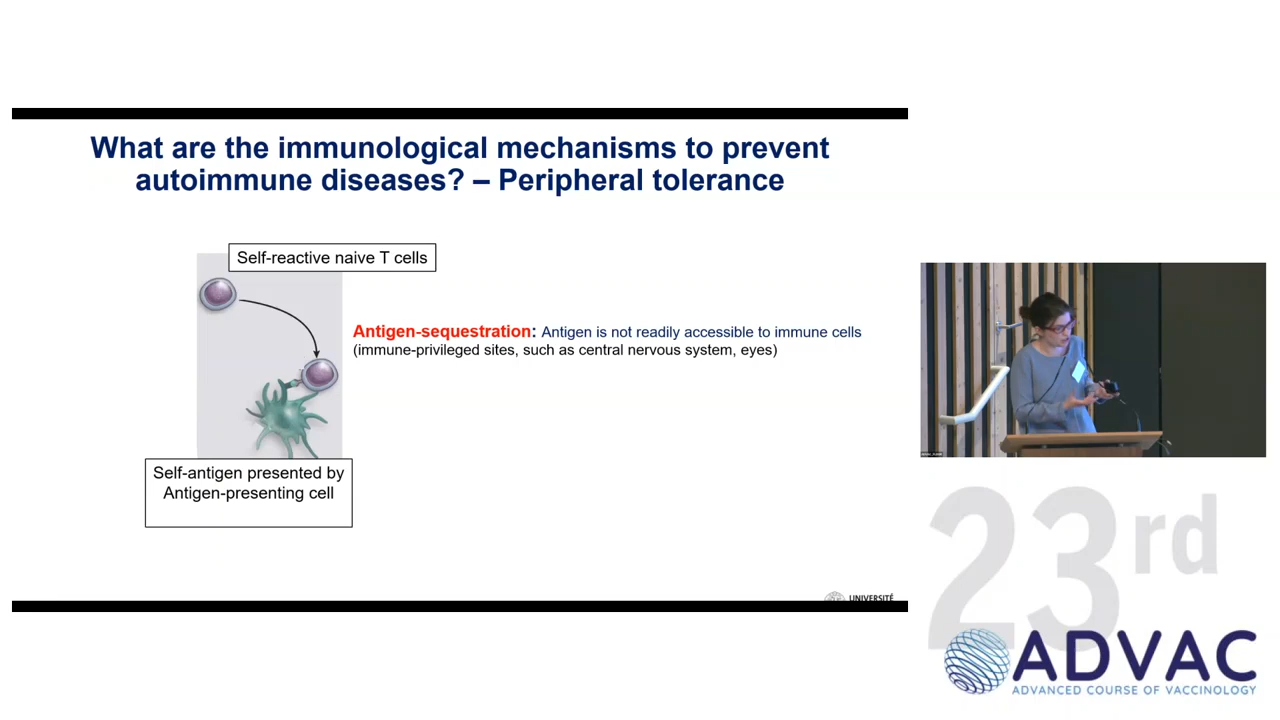 What are the immunological mechanisms to prevent
autoimmune diseases? – Peripheral tolerance
Self-reactive naive T cells
Antigen-sequestration: Antigen is not readily accessible to immune cells
(immune-privileged sites, such as central nervous system, eyes)
Self-antigen presented by
Antigen-presenting cell
UNIVERSITÉ
23rd
ADVAC
ADVANCED COURSE OF VACCINOLOGY